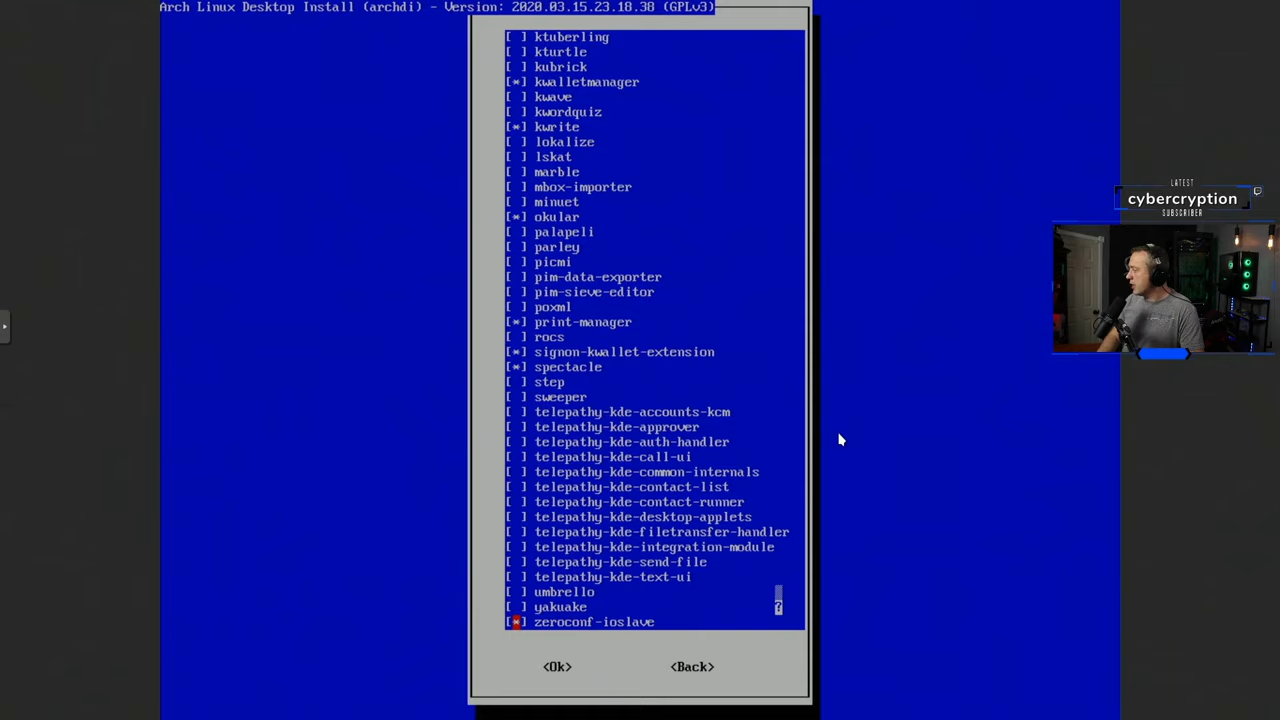 Arch Linux Desktop Install (archdi) - Version: 2020.03.15.23.18.38 (GPLv3)
[ ] ktuberling
[ ] kturtle
[ ] kubrick
[*] kwalletmanager
[ ] kwave
[ ] kwordquiz
[*] kwrite
[ ] lokalize
[ ] lskat
[ ] marble
[ ] mbox-importer
[ ] minuet
[*] okular
[ ] palapeli
[ ] parley
[ ] picmi
[ ] pim-data-exporter
[ ] pim-sieve-editor
[ ] poxml
[*] print-manager
[ ] rocs
[*] signon-kwallet-extension
[*] spectacle
[ ] step
[ ] sweeper
[ ] telepathy-kde-accounts-kcm
[ ] telepathy-kde-approver
[ ] telepathy-kde-auth-handler
[ ] telepathy-kde-call-ui
[ ] telepathy-kde-common-internals
[ ] telepathy-kde-contact-list
[ ] telepathy-kde-contact-runner
[ ] telepathy-kde-desktop-applets
[ ] telepathy-kde-filetransfer-handler
[ ] telepathy-kde-integration-module
[ ] telepathy-kde-send-file
[ ] telepathy-kde-text-ui
[ ] umbrello
[ ] yakuake ?
[*] zeroconf-ioslave
<Ok> <Back>
LATEST
cybercryption
SUBSCRIBER